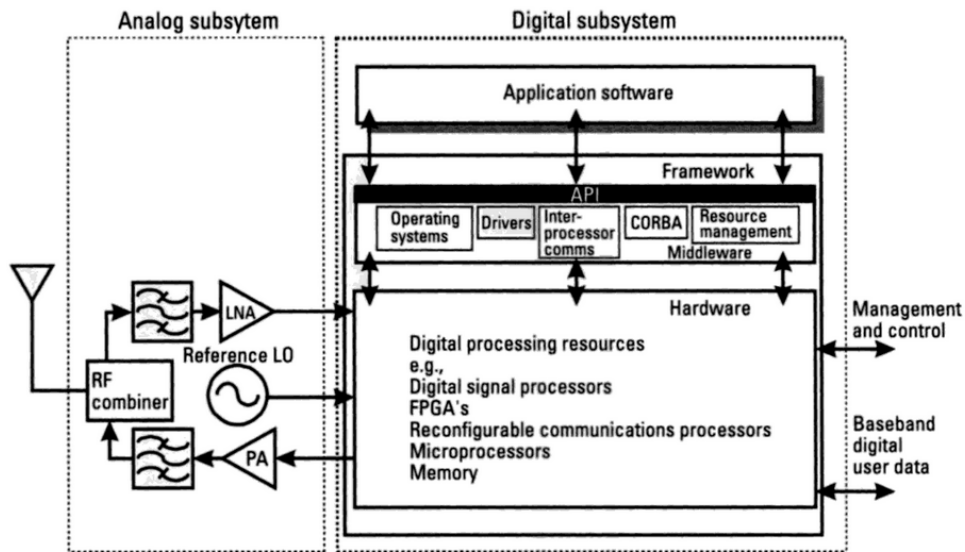 Analog subsytem
Digital subsystem
Application software
Framework
API
Operating
systems
Drivers
Inter-
processor
comms
CORBA
Resource
management
Middleware
Hardware
LNA
Reference LO
RF
combiner
PA
Digital processing resources
e.g.,
Digital signal processors
FPGA's
Reconfigurable communications processors
Microprocessors
Memory
Management
and control
Baseband
digital
user data